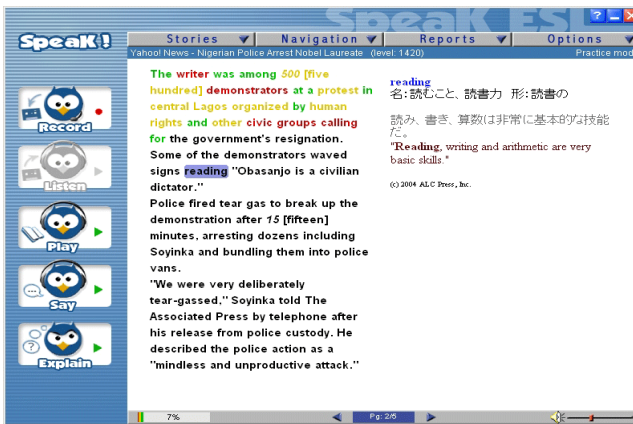 SpeaK ESL
SpeaK!
Stories
Navigation
Reports
Options
Yahoo! News - Nigerian Police Arrest Nobel Laureate (level: 1420)
Practice mod
Record
Listen
Play
Say
Explain
The writer was among 500 [five
hundred] demonstrators at a protest in
central Lagos organized by human
rights and other civic groups calling
for the government's resignation.
Some of the demonstrators waved
signs reading "Obasanjo is a civilian
dictator."
Police fired tear gas to break up the
demonstration after 15 [fifteen]
minutes, arresting dozens including
Soyinka and bundling them into police
vans.
"We were very deliberately
tear-gassed," Soyinka told The
Associated Press by telephone after
his release from police custody. He
described the police action as a
"mindless and unproductive attack."
reading
名:読むこと、読書力 形:読書の
読み、書き、算数は非常に基本的な技能
だ。
"Reading, writing and arithmetic are very
basic skills."
(c) 2004 ALC Press, Inc.
7%
Pg: 2/5